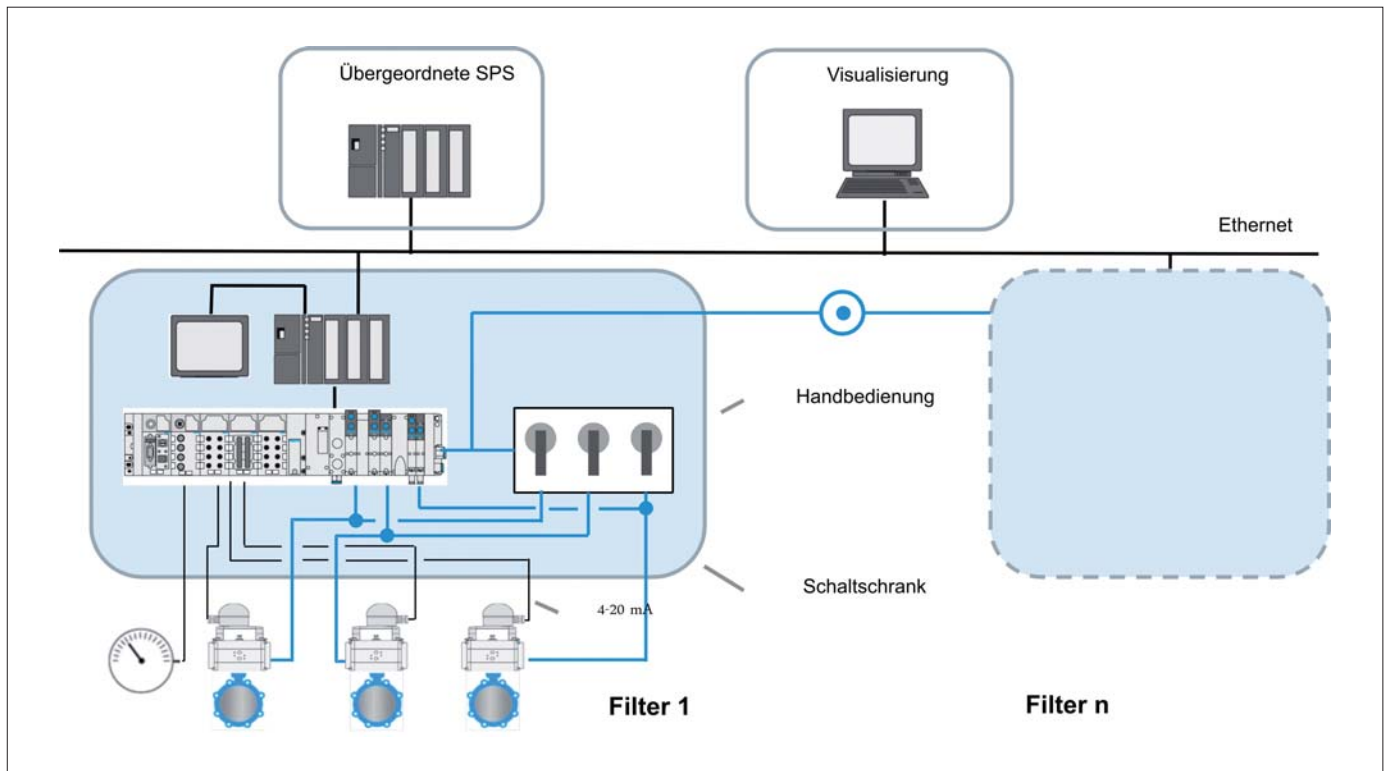 Übergeordnete SPS
Visualisierung
Ethernet
Handbedienung
Schaltschrank
4-20 mA
Filter 1
Filter n